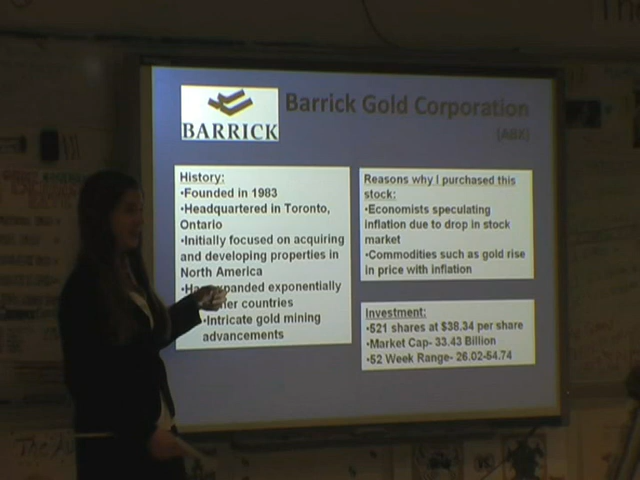 BARRICK
Barrick Gold Corporation
(ABX)
History:
•Founded in 1983
•Headquartered in Toronto,
Ontario
•Initially focused on acquiring
and developing properties in
North America
expanded exponentially
countries
•Intricate gold mining
advancements
Reasons why I purchased this
stock:
•Economists speculating
inflation due to drop in stock
market
•Commodities such as gold rise
in price with inflation
Investment:
•521 shares at $38.34 per share
•Market Cap- 33.43 Billion
•52 Week Range- 26.02-54.74
The